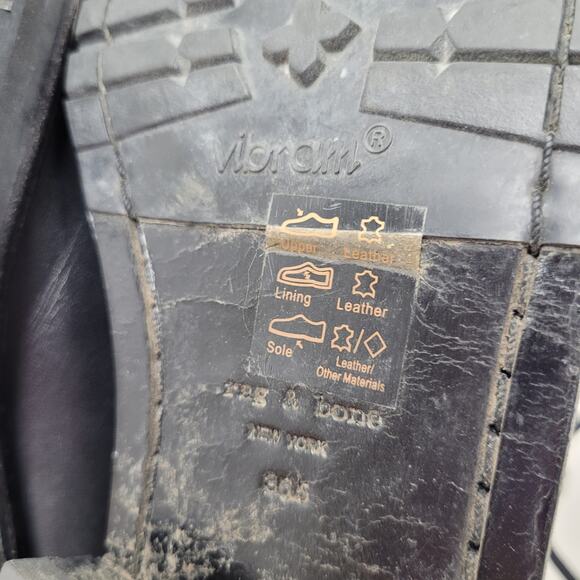 vibram®
Upper Leather
Lining Leather
Sole Leather/
Other Materials
rag & bone
NEW YORK